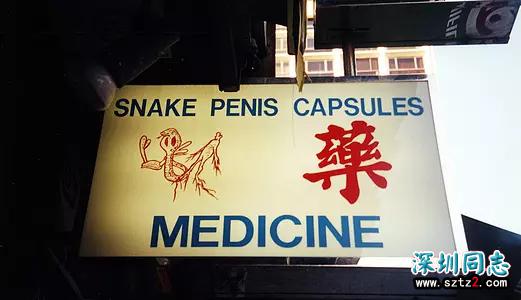 SNAKE PENIS CAPSULES
藥
MEDICINE
深圳同志
www.sztz2.com